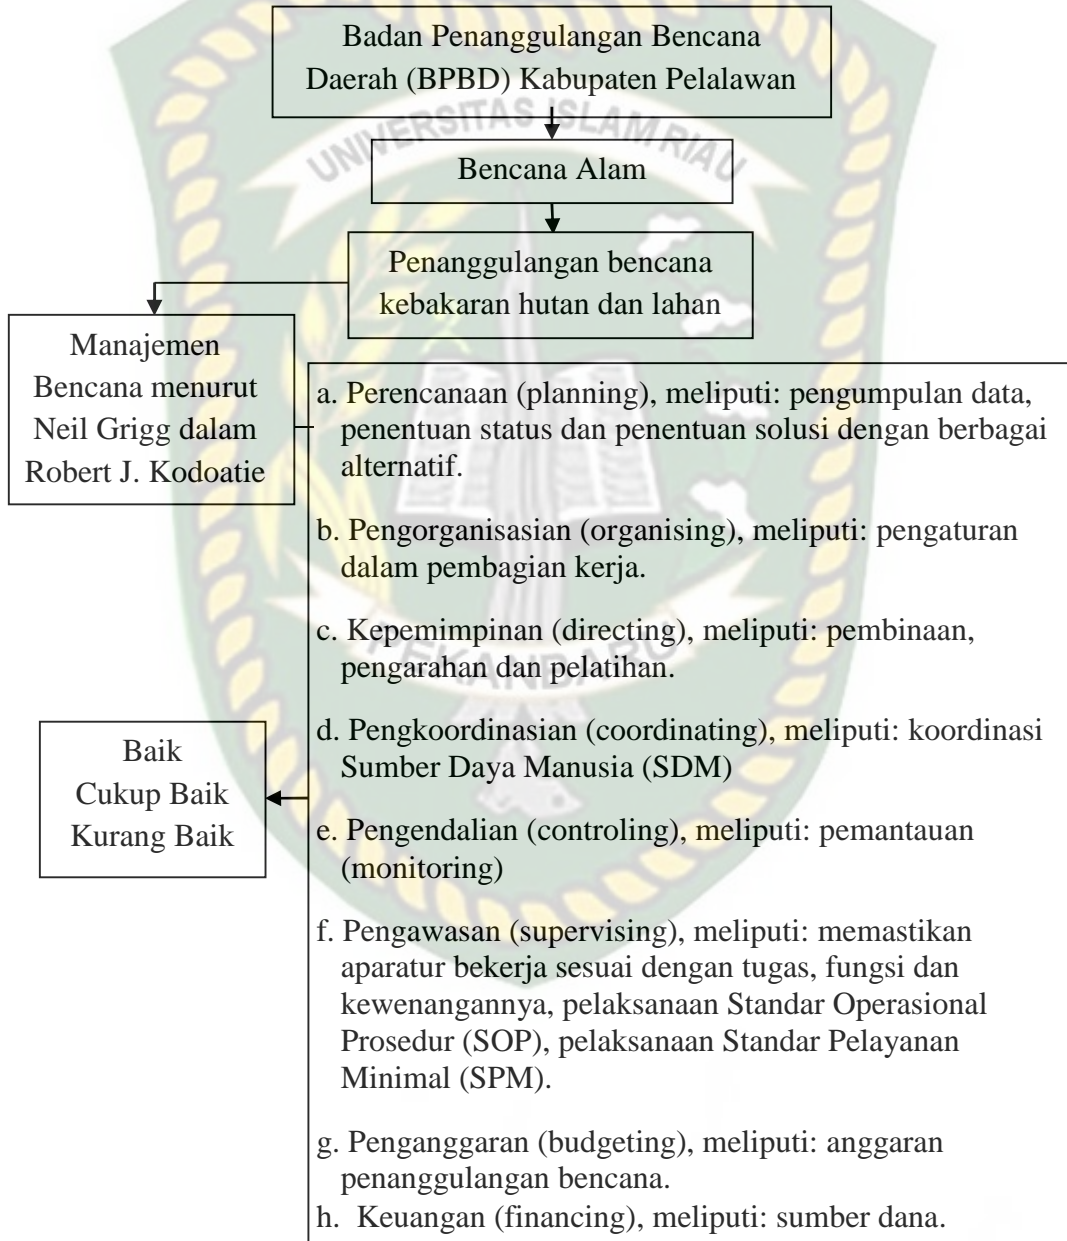 Badan Penanggulangan Bencana
Daerah (BPBD) Kabupaten Pelalawan
UNIVERSITAS ISLAM RIAU
Bencana Alam
Penanggulangan bencana
kebakaran hutan dan lahan
Manajemen
Bencana menurut
Neil Grigg dalam
Robert J. Kodoatie
a. Perencanaan (planning), meliputi: pengumpulan data,
penentuan status dan penentuan solusi dengan berbagai
alternatif.
b. Pengorganisasian (organising), meliputi: pengaturan
dalam pembagian kerja.
c. Kepemimpinan (directing), meliputi: pembinaan,
pengarahan dan pelatihan.
PEKANBARU
d. Pengkoordinasian (coordinating), meliputi: koordinasi
Sumber Daya Manusia (SDM)
e. Pengendalian (controling), meliputi: pemantauan
(monitoring)
f. Pengawasan (supervising), meliputi: memastikan
aparatur bekerja sesuai dengan tugas, fungsi dan
kewenangannya, pelaksanaan Standar Operasional
Prosedur (SOP), pelaksanaan Standar Pelayanan
Minimal (SPM).
g. Penganggaran (budgeting), meliputi: anggaran
penanggulangan bencana.
h. Keuangan (financing), meliputi: sumber dana.
Baik
Cukup Baik
Kurang Baik